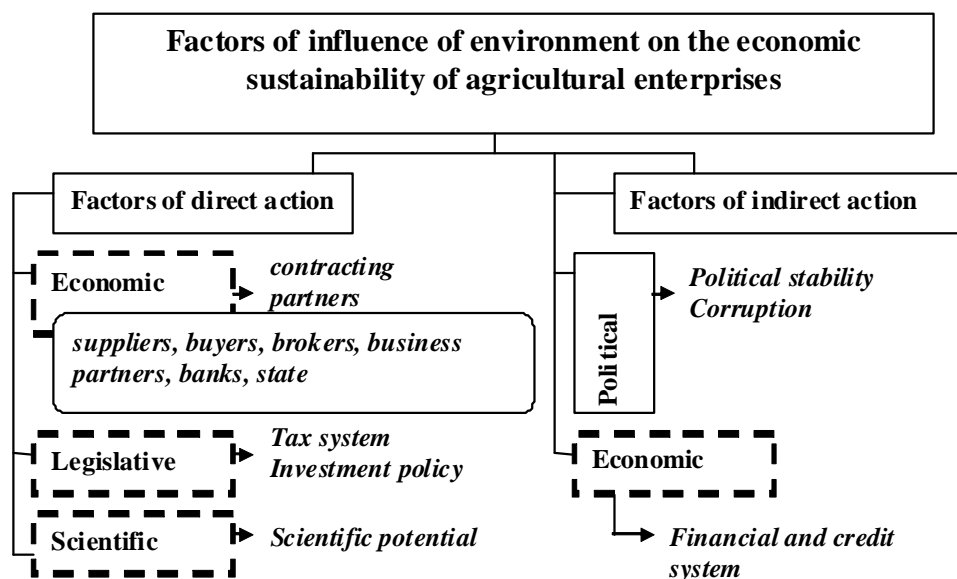 Factors of influence of environment on the economic
sustainability of agricultural enterprises
Factors of direct action
Economic
contracting
partners
suppliers, buyers, brokers, business
partners, banks, state
Legislative
Tax system
Investment policy
Scientific
Scientific potential
Factors of indirect action
Political
Political stability
Corruption
Economic
Financial and credit
system